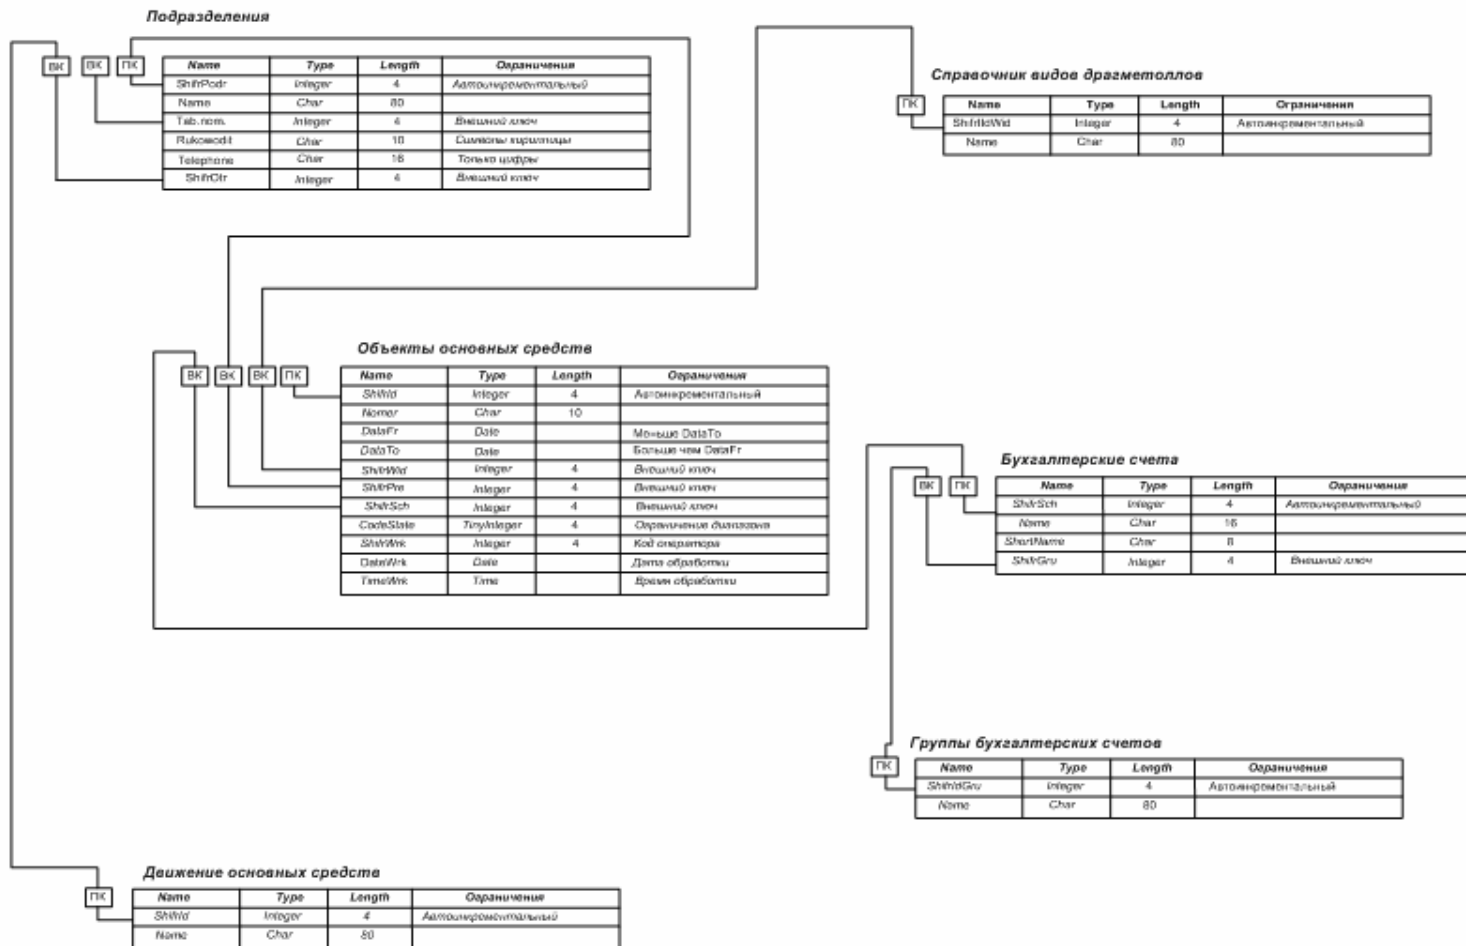 Подразделения
ВК ВК ПК
Name Type Length Ограничения
ShifrPodr Integer 4 Автоинкрементальный
Name Char 80
Tab.nom. Integer 4 Внешний ключ
Rukowodit Char 10 Символы кириллицы
Telephone Char 16 Только цифры
ShifrOtr Integer 4 Внешний ключ
Справочник видов драгметоллов
ПК
Name Type Length Ограничения
ShifrIdWid Integer 4 Автоинкрементальный
Name Char 80
Объекты основных средств
ВК ВК ВК ПК
Name Type Length Ограничения
ShifrId Integer 4 Автоинкрементальный
Nomer Char 10
DataFr Date Меньше DataTo
DataTo Date Больше чем DataFr
ShifrWid Integer 4 Внешний ключ
ShifrPre Integer 4 Внешний ключ
ShifrSch Integer 4 Внешний ключ
CodeState TinyInteger 4 Ограничение диапазона
ShifrWrk Integer 4 Код оператора
DateWrk Date Дата обработки
TimeWrk Time Время обработки
Бухгалтерские счета
ВК ПК
Name Type Length Ограничения
ShifrSch Integer 4 Автоинкрементальный
Name Char 16
ShortName Char 8
ShifrGru Integer 4 Внешний ключ
Группы бухгалтерских счетов
ПК
Name Type Length Ограничения
ShifrIdGru Integer 4 Автоинкрементальный
Name Char 80
Движение основных средств
ПК
Name Type Length Ограничения
ShifrId Integer 4 Автоинкрементальный
Name Char 80